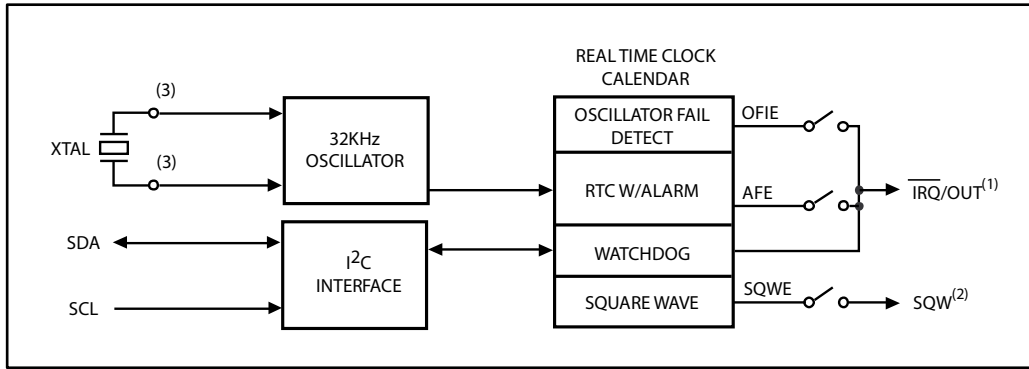 REAL TIME CLOCK
CALENDAR
(3)
XTAL
(3)
32KHz
OSCILLATOR
OSCILLATOR FAIL
DETECT
OFIE
RTC W/ALARM
AFE
IRQ/OUT(1)
SDA
SCL
I2C
INTERFACE
WATCHDOG
SQUARE WAVE
SQWE
SQW(2)